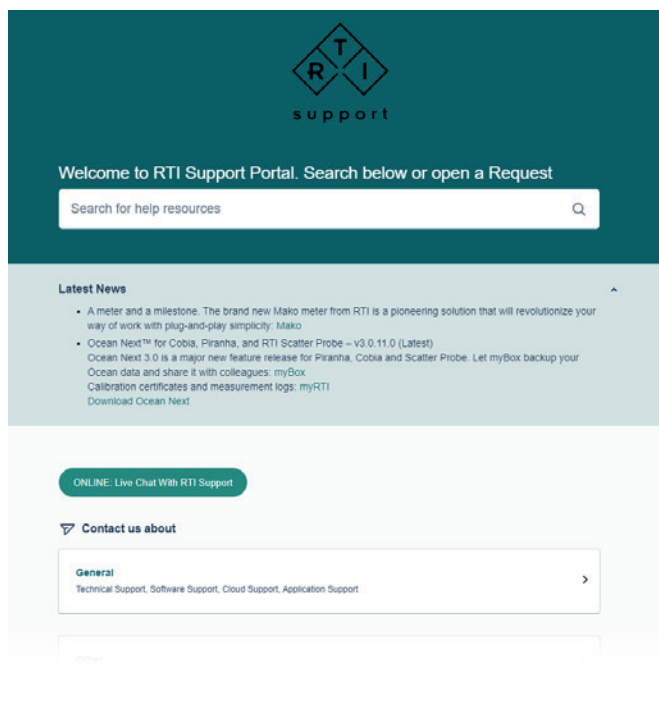 T
R I
support
Welcome to RTI Support Portal. Search below or open a Request
Search for help resources
Latest News
• A meter and a milestone. The brand new Mako meter from RTI is a pioneering solution that will revolutionize your
way of work with plug-and-play simplicity: Mako
• Ocean Next™ for Cobia, Piranha, and RTI Scatter Probe – v3.0.11.0 (Latest)
Ocean Next 3.0 is a major new feature release for Piranha, Cobia and Scatter Probe. Let myBox backup your
Ocean data and share it with colleagues: myBox
Calibration certificates and measurement logs: myRTI
Download Ocean Next
ONLINE: Live Chat With RTI Support
Contact us about
General
Technical Support, Software Support, Cloud Support, Application Support